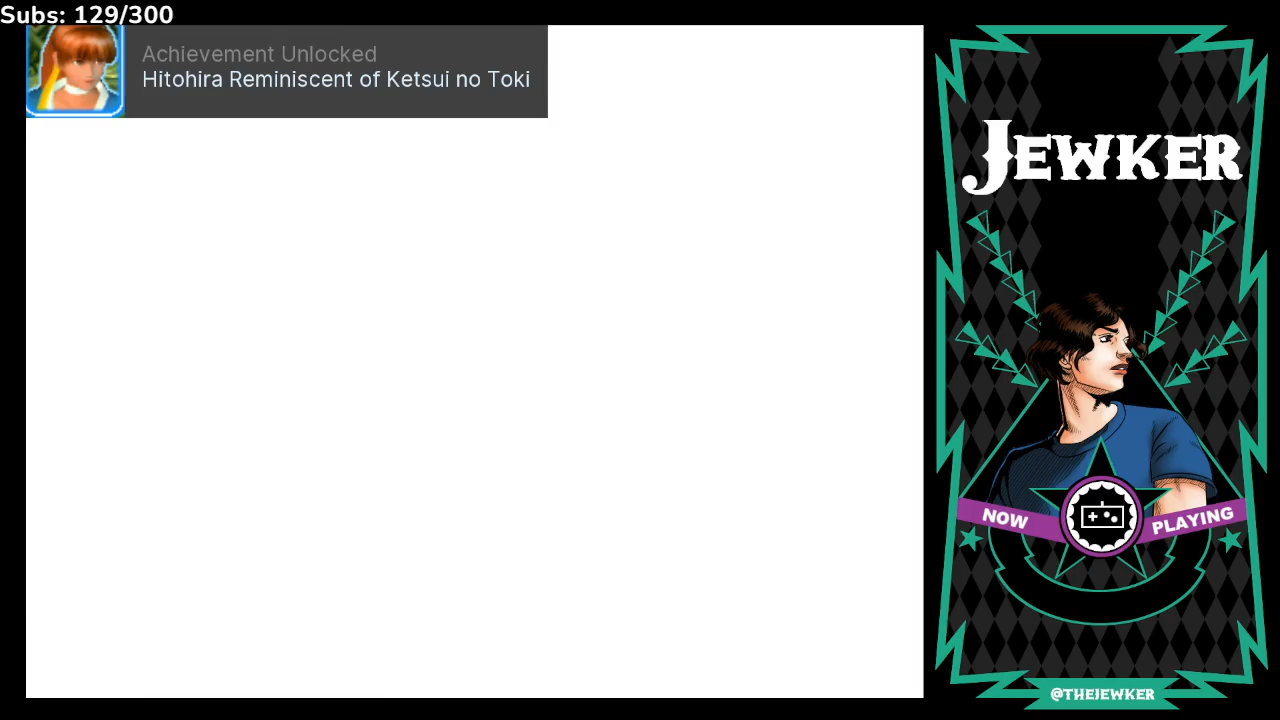 Subs: 129/300
Achievement Unlocked
Hitohira Reminiscent of Ketsui no Toki
JEWKER
NOW PLAYING
@THEJEWKER